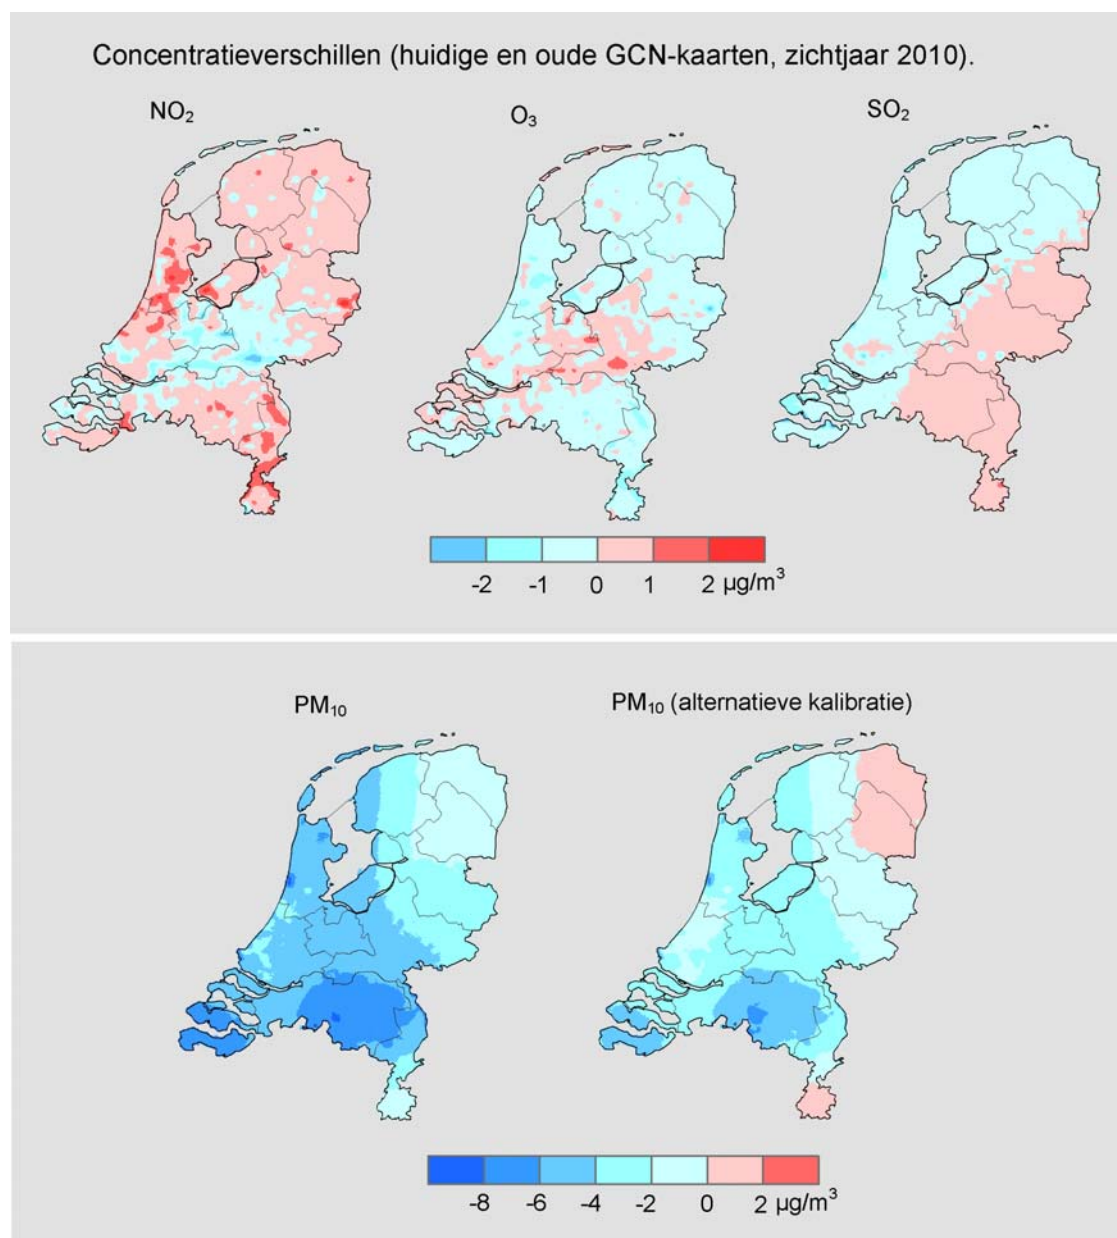 Concentratieverschillen (huidige en oude GCN-kaarten, zichtjaar 2010).
NO₂ O₃ SO₂
-2 -1 0 1 2 µg/m³
PM₁₀ PM₁₀ (alternatieve kalibratie)
-8 -6 -4 -2 0 2 µg/m³